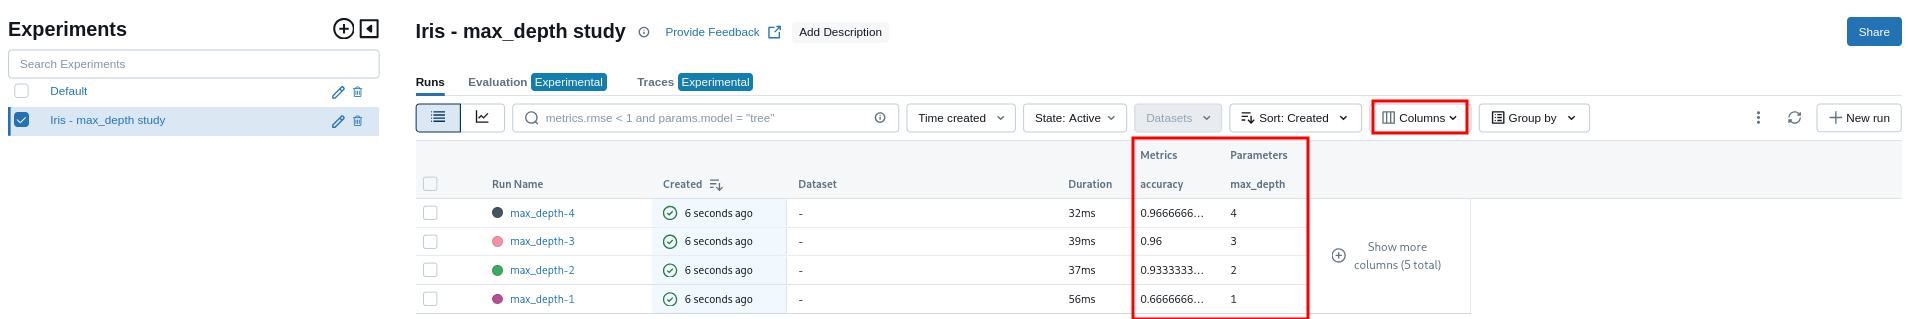 Experiments
Search Experiments
Default
Iris - max_depth study
Iris - max_depth study Provide Feedback Add Description Share
Runs Evaluation Experimental Traces Experimental
metrics.rmse < 1 and params.model = "tree" Time created State: Active Datasets Sort: Created Columns Group by New run
Metrics Parameters
Run Name Created Dataset Duration accuracy max_depth
max_depth-4 6 seconds ago - 32ms 0.9666666... 4
max_depth-3 6 seconds ago - 39ms 0.96 3
max_depth-2 6 seconds ago - 37ms 0.9333333... 2
max_depth-1 6 seconds ago - 56ms 0.6666666... 1
Show more
columns (5 total)